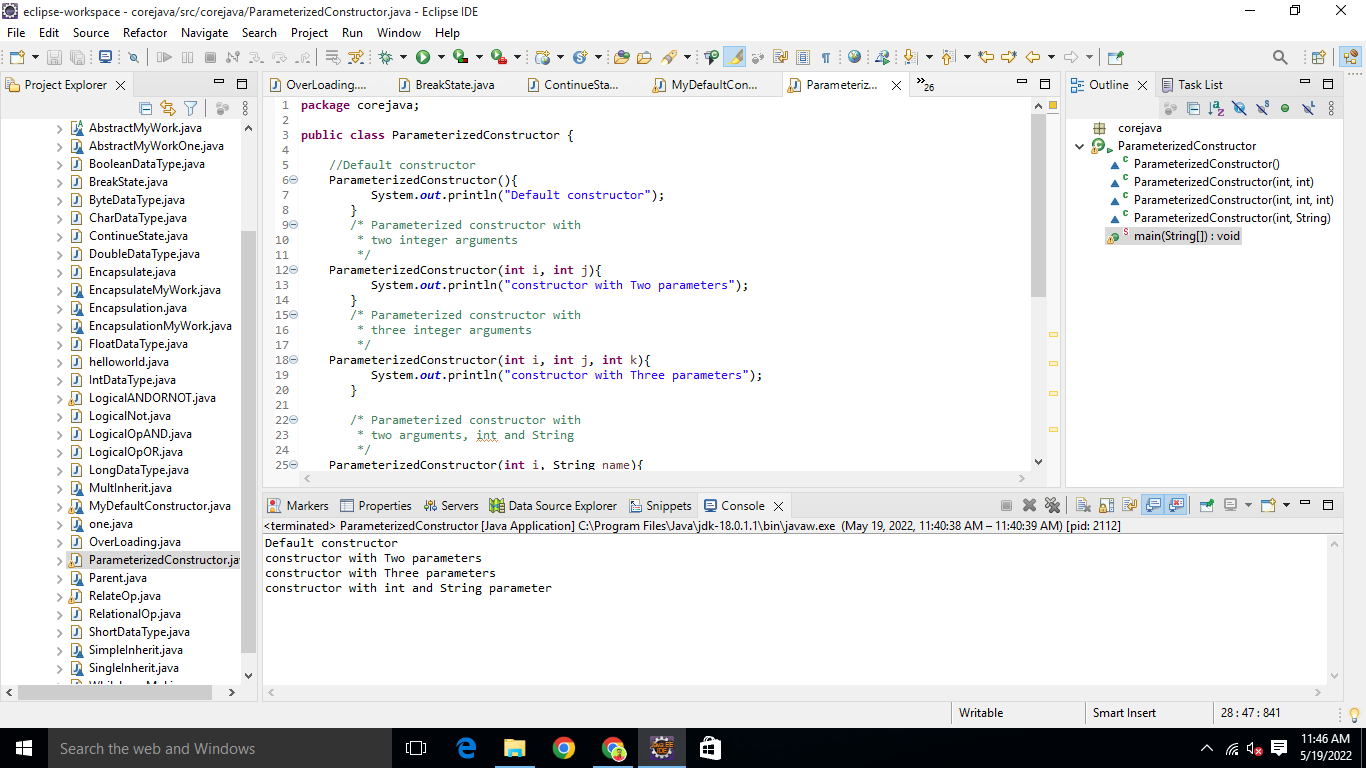 eclipse-workspace - corejava/src/corejava/ParameterizedConstructor.java - Eclipse IDE
File Edit Source Refactor Navigate Search Project Run Window Help
Project Explorer
AbstractMyWork.java
AbstractMyWorkOne.java
BooleanDataType.java
BreakState.java
ByteDataType.java
CharDataType.java
ContinueState.java
DoubleDataType.java
Encapsulate.java
EncapsulateMyWork.java
Encapsulation.java
EncapsulationMyWork.java
FloatDataType.java
helloworld.java
IntDataType.java
LogicalANDORNOT.java
LogicalNot.java
LogicalOpAND.java
LogicalOpOR.java
LongDataType.java
MultInherit.java
MyDefaultConstructor.java
one.java
OverLoading.java
ParameterizedConstructor.ja
Parent.java
RelateOp.java
RelationalOp.java
ShortDataType.java
SimpleInherit.java
SingleInherit.java
OverLoading.... BreakState.java ContinueSta... MyDefaultCon... Parameteriz... 26
1 package corejava;
2
3 public class ParameterizedConstructor {
4
5 //Default constructor
6 ParameterizedConstructor(){
7 System.out.println("Default constructor");
8 }
9 /* Parameterized constructor with
10 * two integer arguments
11 */
12 ParameterizedConstructor(int i, int j){
13 System.out.println("constructor with Two parameters");
14 }
15 /* Parameterized constructor with
16 * three integer arguments
17 */
18 ParameterizedConstructor(int i, int j, int k){
19 System.out.println("constructor with Three parameters");
20 }
21
22 /* Parameterized constructor with
23 * two arguments, int and String
24 */
25 ParameterizedConstructor(int i, String name){
Outline Task List
corejava
ParameterizedConstructor
ParameterizedConstructor()
ParameterizedConstructor(int, int)
ParameterizedConstructor(int, int, int)
ParameterizedConstructor(int, String)
main(String[]) : void
Markers Properties Servers Data Source Explorer Snippets Console
<terminated> ParameterizedConstructor [Java Application] C:\Program Files\Java\jdk-18.0.1.1\bin\javaw.exe (May 19, 2022, 11:40:38 AM – 11:40:39 AM) [pid: 2112]
Default constructor
constructor with Two parameters
constructor with Three parameters
constructor with int and String parameter
Writable Smart Insert 28 : 47 : 841
Search the web and Windows
11:46 AM
5/19/2022